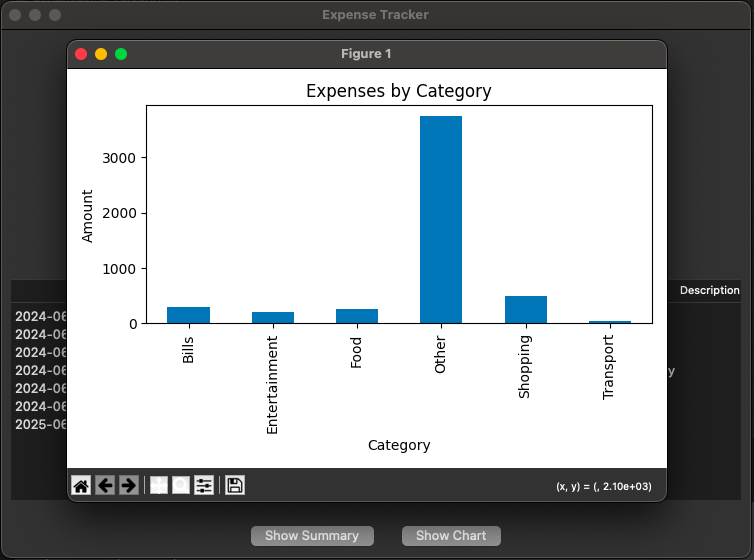 Expense Tracker
Figure 1
Expenses by Category
Amount
3000
2000
1000
0
Bills
Entertainment
Food
Other
Shopping
Transport
Category
Description
2024-06
2024-06
2024-06
2024-06
y
2024-06
2024-06
2025-06
(x, y) = (, 2.10e+03)
Show Summary
Show Chart